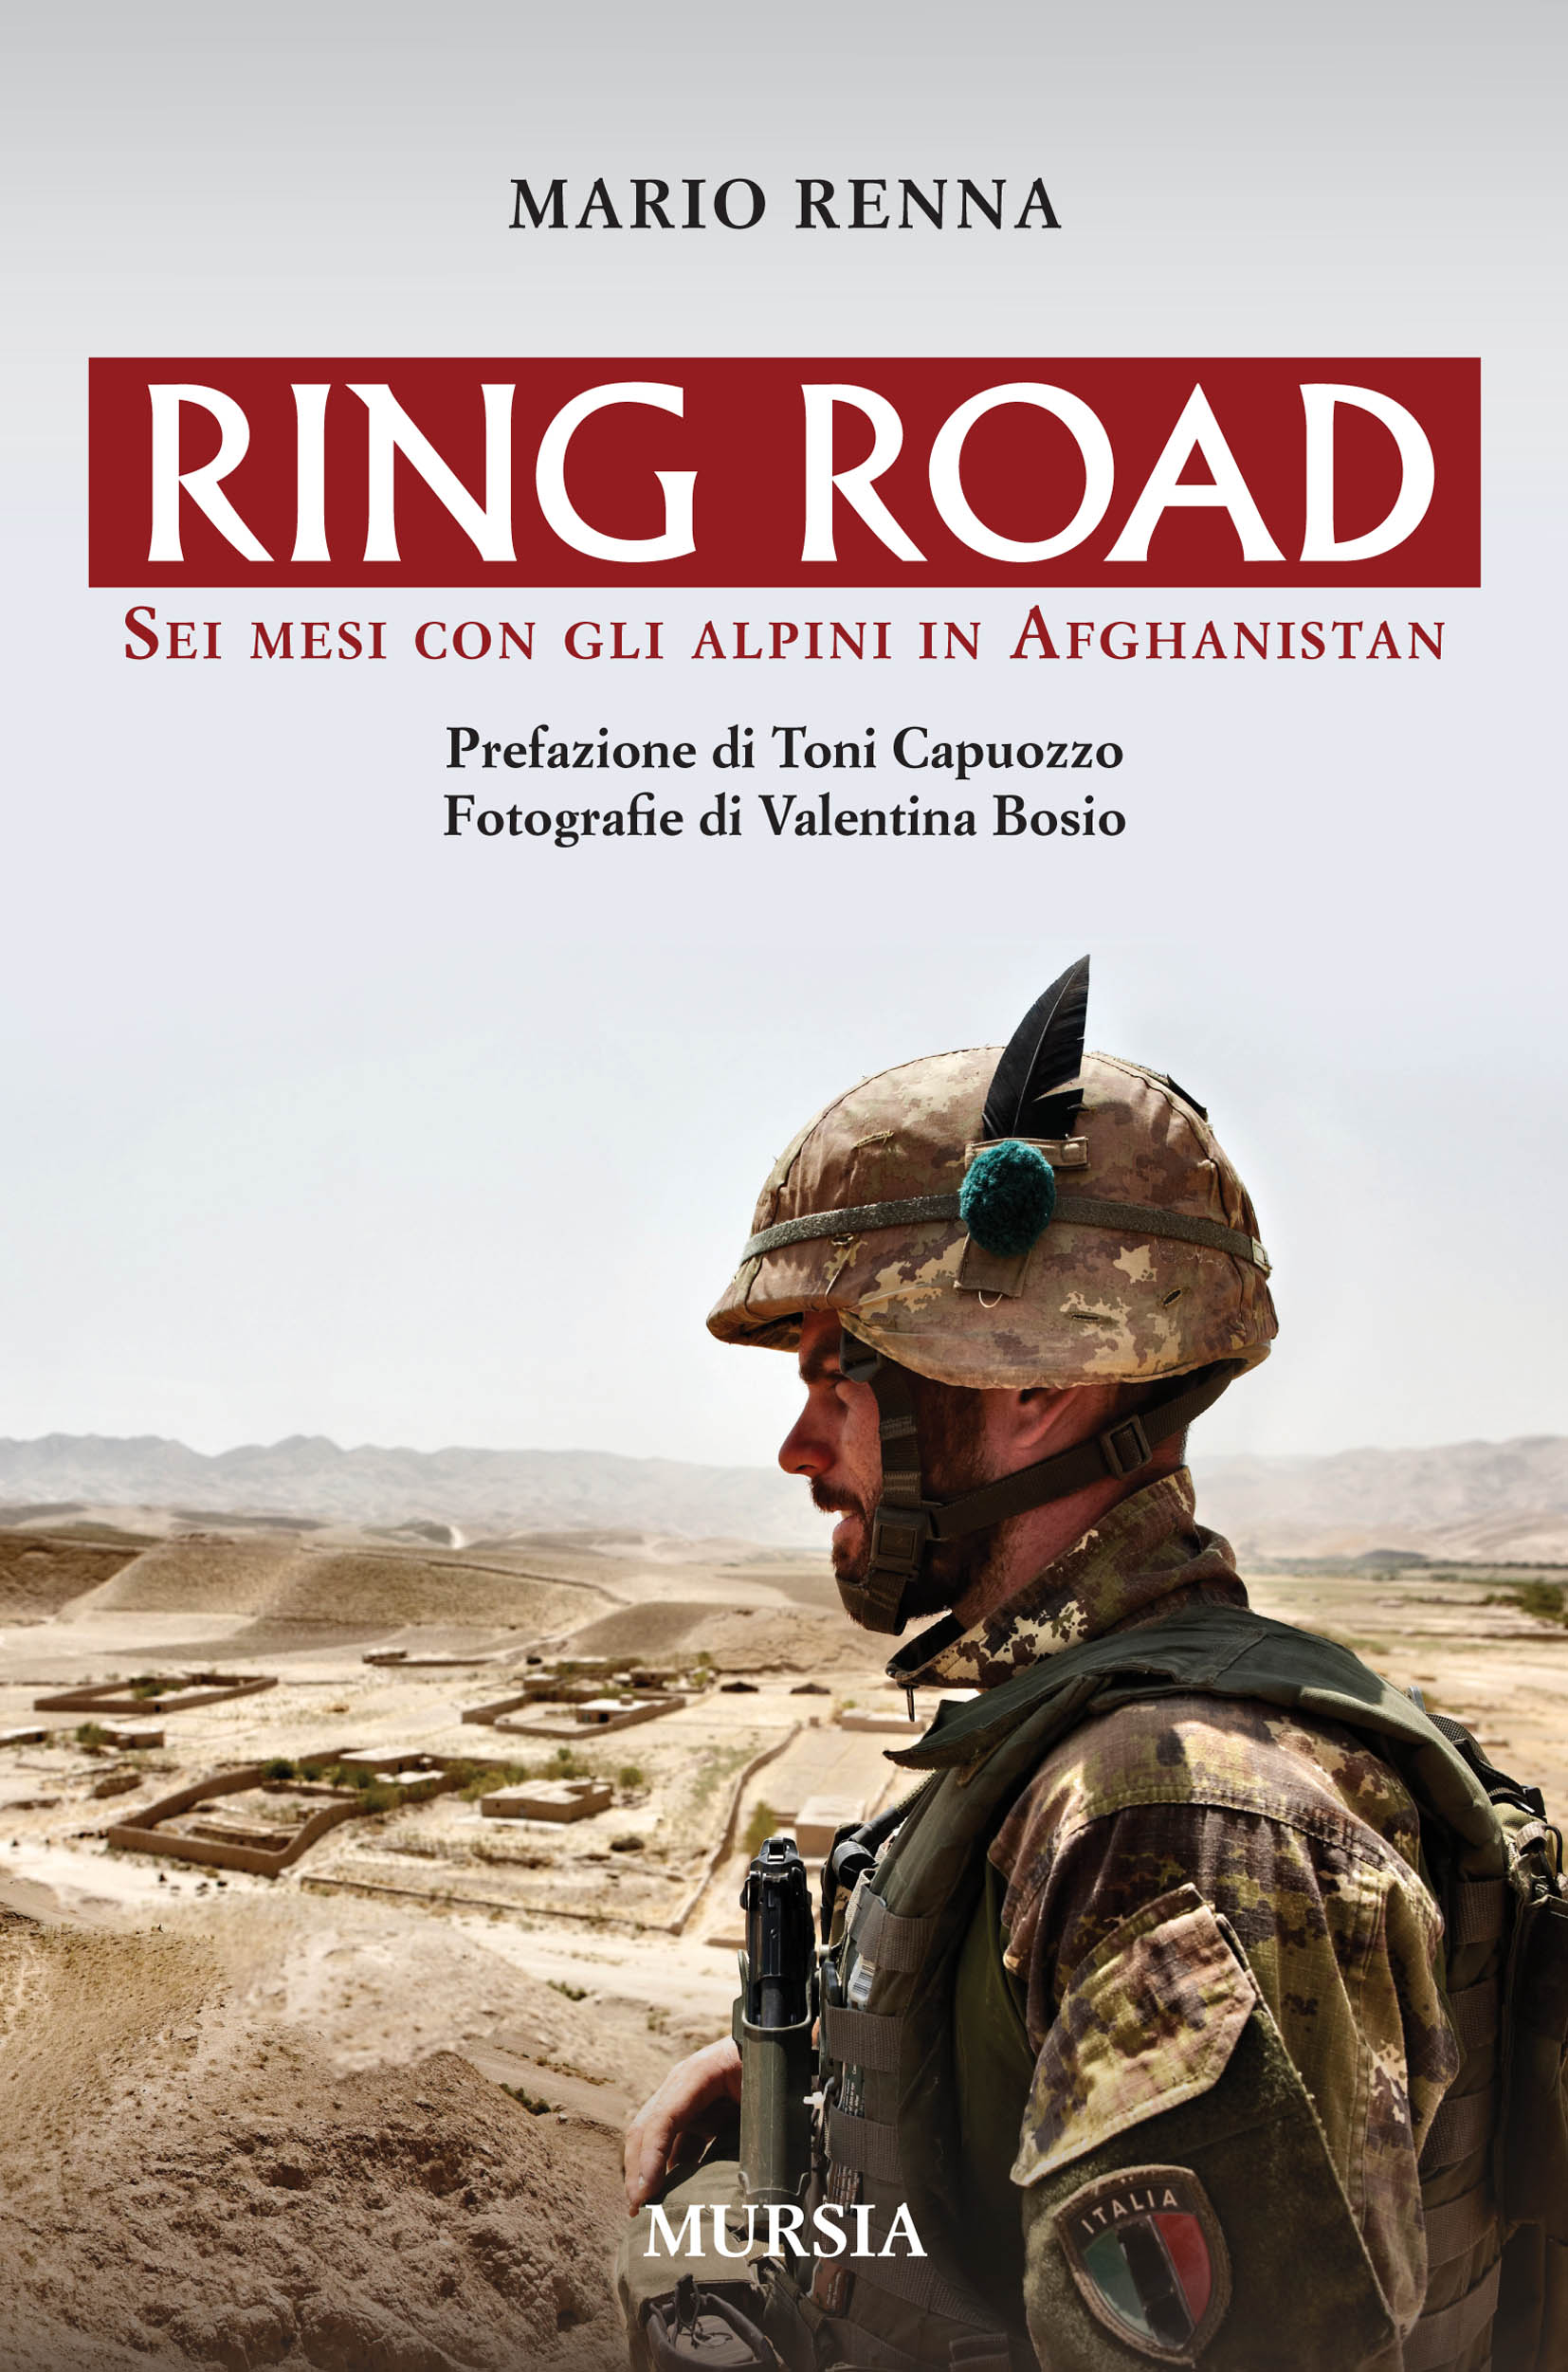 MARIO RENNA
RING ROAD
SEI MESI CON GLI ALPINI IN AFGHANISTAN
Prefazione di Toni Capuozzo
Fotografie di Valentina Bosio
ITALIA
MURSIA